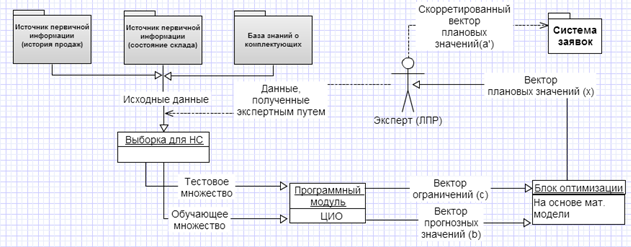 Источник первичной
информации
(история продаж)
Источник первичной
информации
(состояние склада)
База знаний о
комплектующих
Скорретированный
вектор
плановых
значений(a')
Система
заявок
Исходные данные
Данные,
полученные
экспертным путем
Эксперт (ЛПР)
Вектор
плановых значений (x)
Выборка для НС
Тестовое
множество
Обучающее
множество
Программный
модуль
ЦИО
Вектор
ограничений (c)
Вектор
прогнозных
значений (b)
Блок оптимизации
На основе мат.
модели